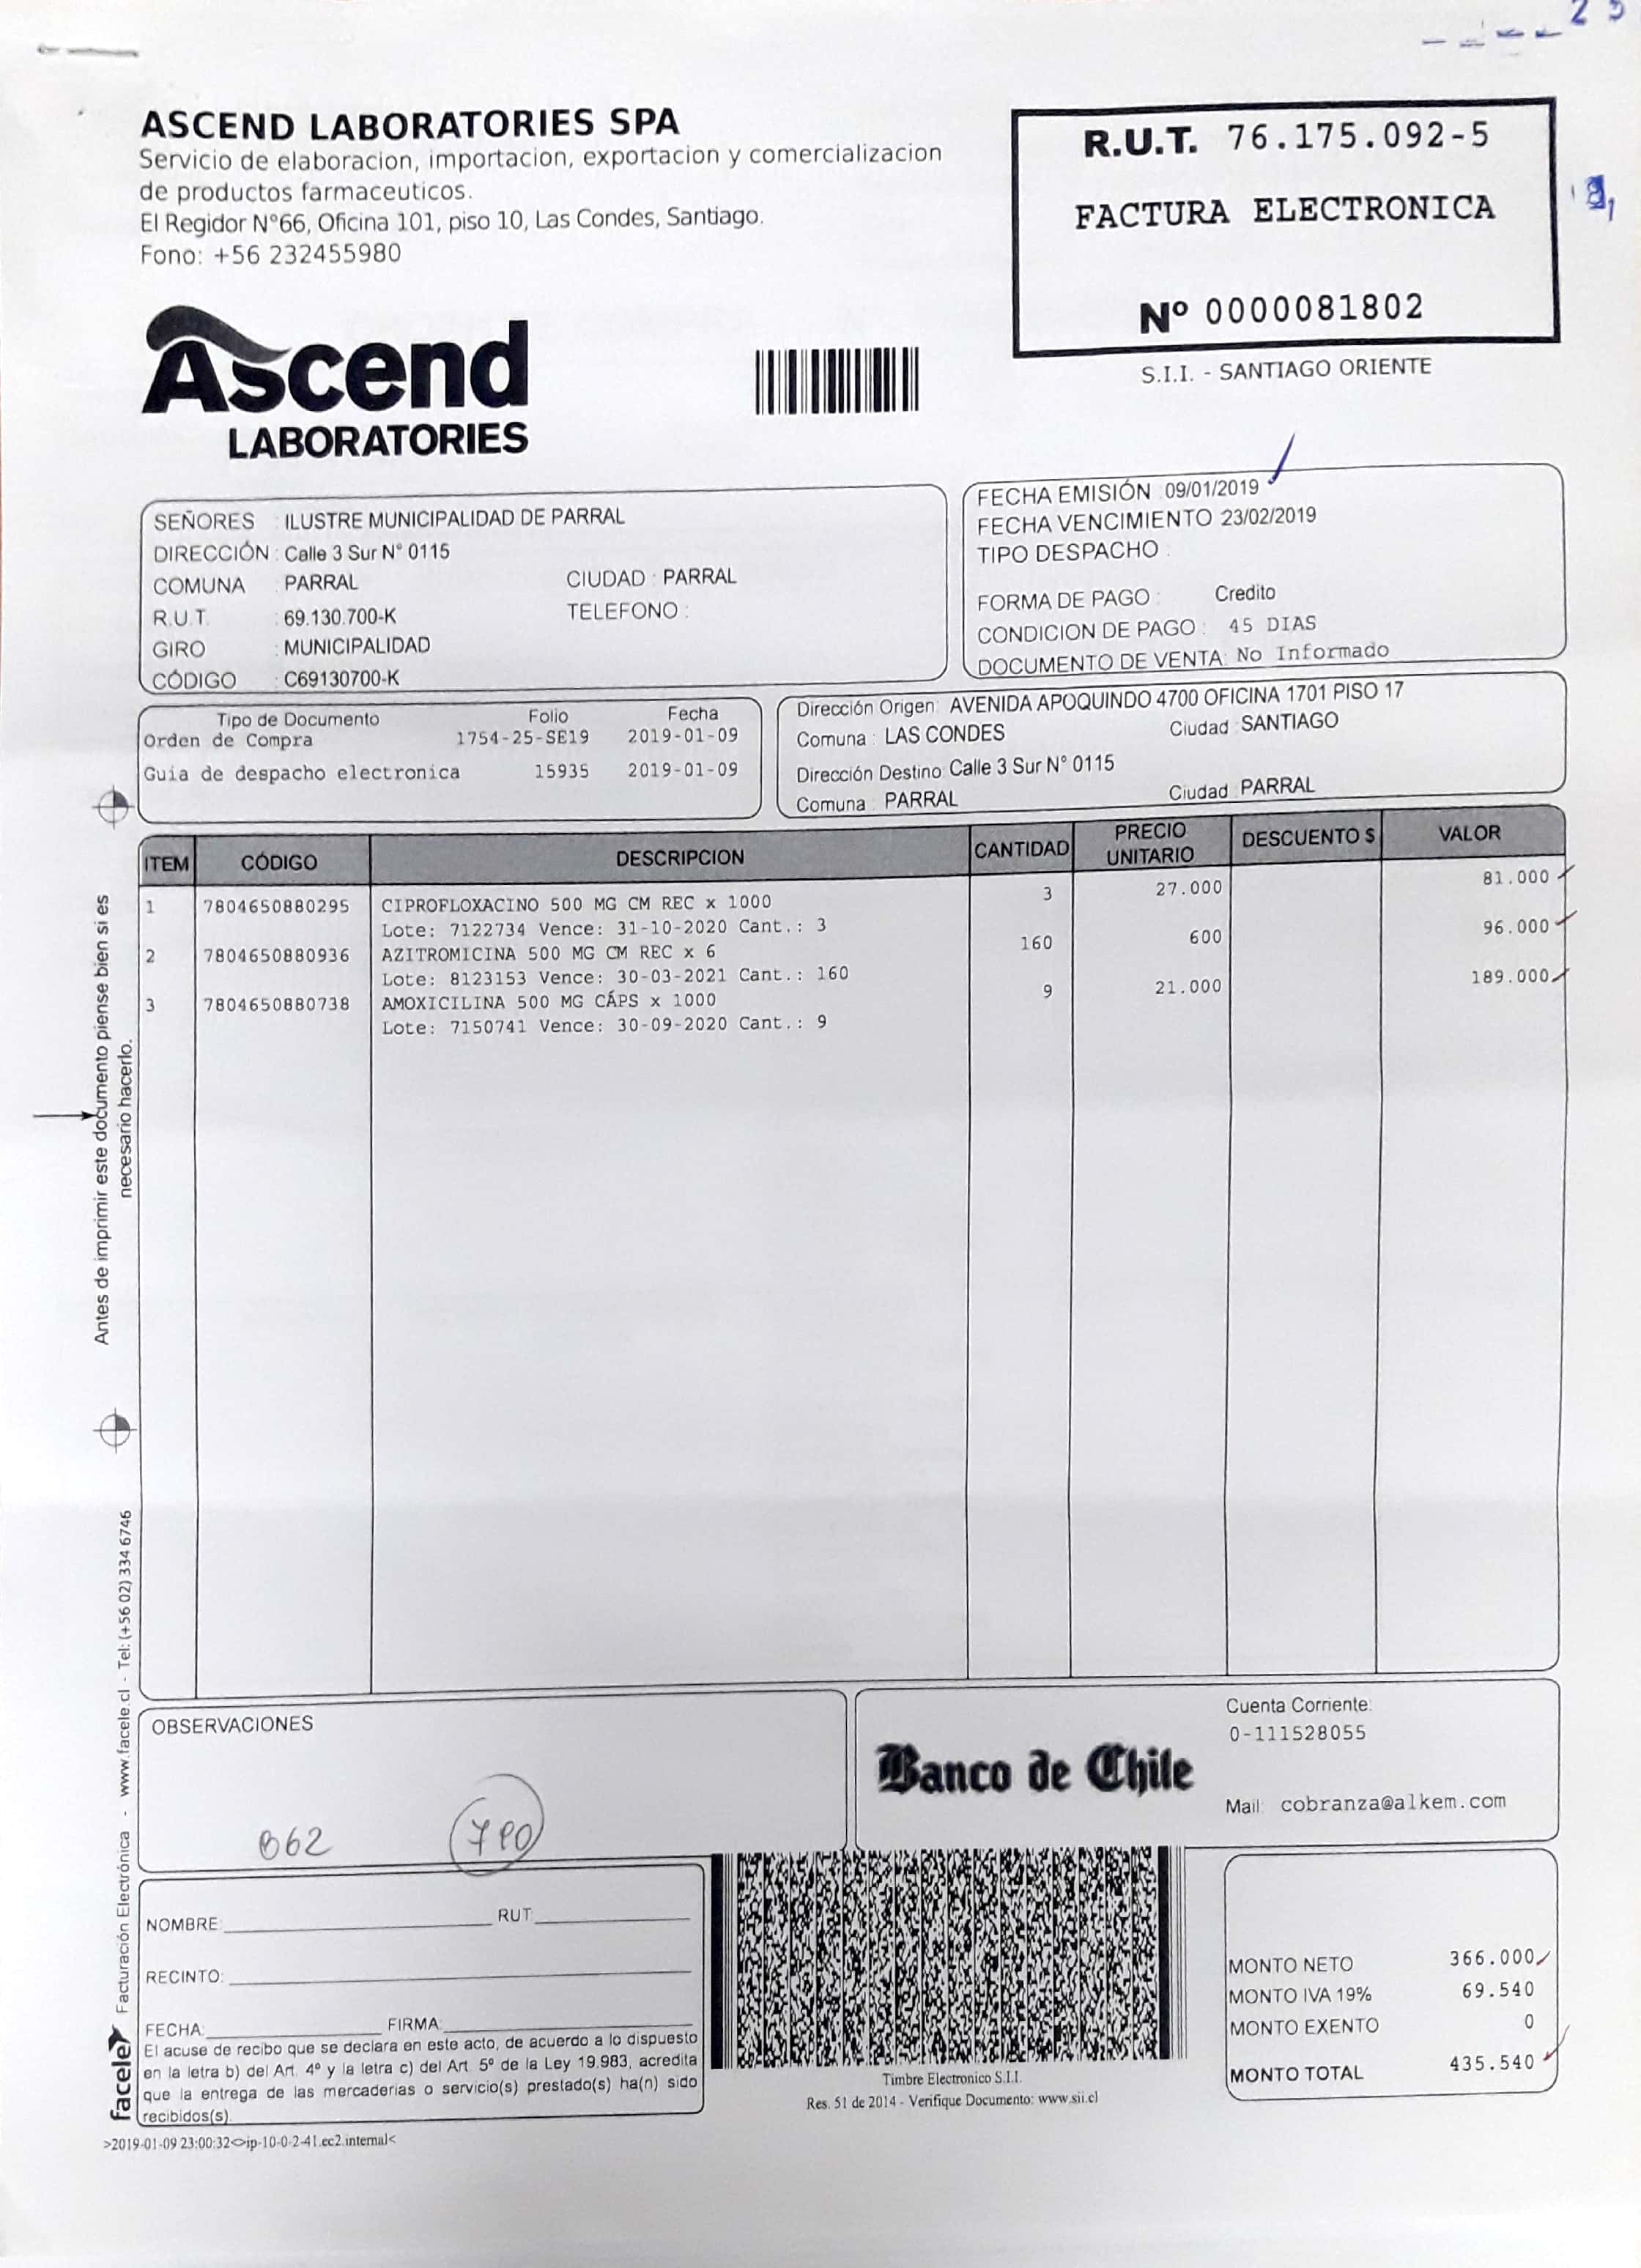 ASCEND LABORATORIES SPA
Servicio de elaboracion, importacion, exportacion y comercializacion
de productos farmaceuticos.
El Regidor N°66, Oficina 101, piso 10, Las Condes, Santiago.
Fono: +56 232455980
R.U.T. 76.175.092-5
FACTURA ELECTRONICA
Nº 0000081802
S.I.I. - SANTIAGO ORIENTE
Ascend
LABORATORIES
SEÑORES : ILUSTRE MUNICIPALIDAD DE PARRAL
DIRECCIÓN : Calle 3 Sur N° 0115
COMUNA : PARRAL CIUDAD : PARRAL
R.U.T. : 69.130.700-K TELEFONO :
GIRO : MUNICIPALIDAD
CÓDIGO : C69130700-K
FECHA EMISIÓN : 09/01/2019
FECHA VENCIMIENTO 23/02/2019
TIPO DESPACHO :
FORMA DE PAGO : Credito
CONDICION DE PAGO : 45 DIAS
DOCUMENTO DE VENTA: No Informado
Tipo de Documento Folio Fecha
Orden de Compra 1754-25-SE19 2019-01-09
Guia de despacho electronica 15935 2019-01-09
Dirección Origen: AVENIDA APOQUINDO 4700 OFICINA 1701 PISO 17
Comuna : LAS CONDES Ciudad : SANTIAGO
Dirección Destino: Calle 3 Sur N° 0115
Comuna : PARRAL Ciudad : PARRAL
ITEM CÓDIGO DESCRIPCION CANTIDAD PRECIO UNITARIO DESCUENTO $ VALOR
1 7804650880295 CIPROFLOXACINO 500 MG CM REC x 1000 3 27.000 81.000
Lote: 7122734 Vence: 31-10-2020 Cant.: 3
2 7804650880936 AZITROMICINA 500 MG CM REC x 6 160 600 96.000
Lote: 8123153 Vence: 30-03-2021 Cant.: 160
3 7804650880738 AMOXICILINA 500 MG CÁPS x 1000 9 21.000 189.000
Lote: 7150741 Vence: 30-09-2020 Cant.: 9
Antes de imprimir este documento piense bien si es
necesario hacerlo.
facele Facturación Electrónica - www.facele.cl - Tel: (+56 02) 334 6746
OBSERVACIONES
Banco de Chile
Cuenta Corriente:
0-111528055
Mail: cobranza@alkem.com
NOMBRE: RUT:
RECINTO:
FECHA: FIRMA:
El acuse de recibo que se declara en este acto, de acuerdo a lo dispuesto
en la letra b) del Art. 4º y la letra c) del Art. 5º de la Ley 19.983, acredita
que la entrega de las mercaderias o servicio(s) prestado(s) ha(n) sido
recibidos(s).
Timbre Electronico S.I.I.
Res. 51 de 2014 - Verifique Documento: www.sii.cl
MONTO NETO 366.000
MONTO IVA 19% 69.540
MONTO EXENTO 0
MONTO TOTAL 435.540
>2019-01-09 23:00:32<>ip-10-0-2-41.ec2.internal<